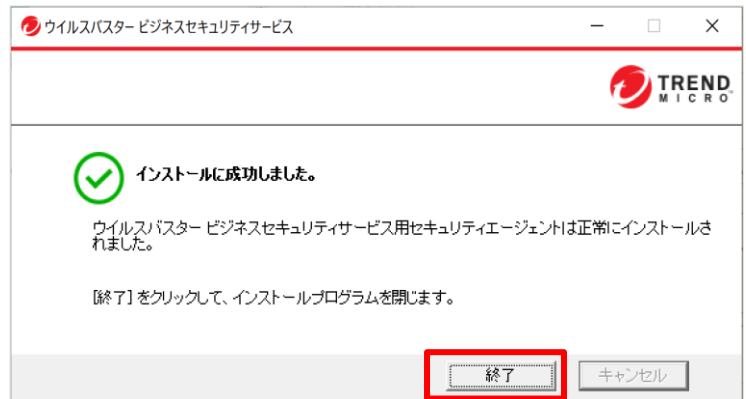 ウイルスバスター ビジネスセキュリティサービス
TREND
MICRO
インストールに成功しました。
ウイルスバスター ビジネスセキュリティサービス用セキュリティエージェントは正常にインストールさ
れました。
[終了] をクリックして、インストールプログラムを閉じます。
終了
キャンセル